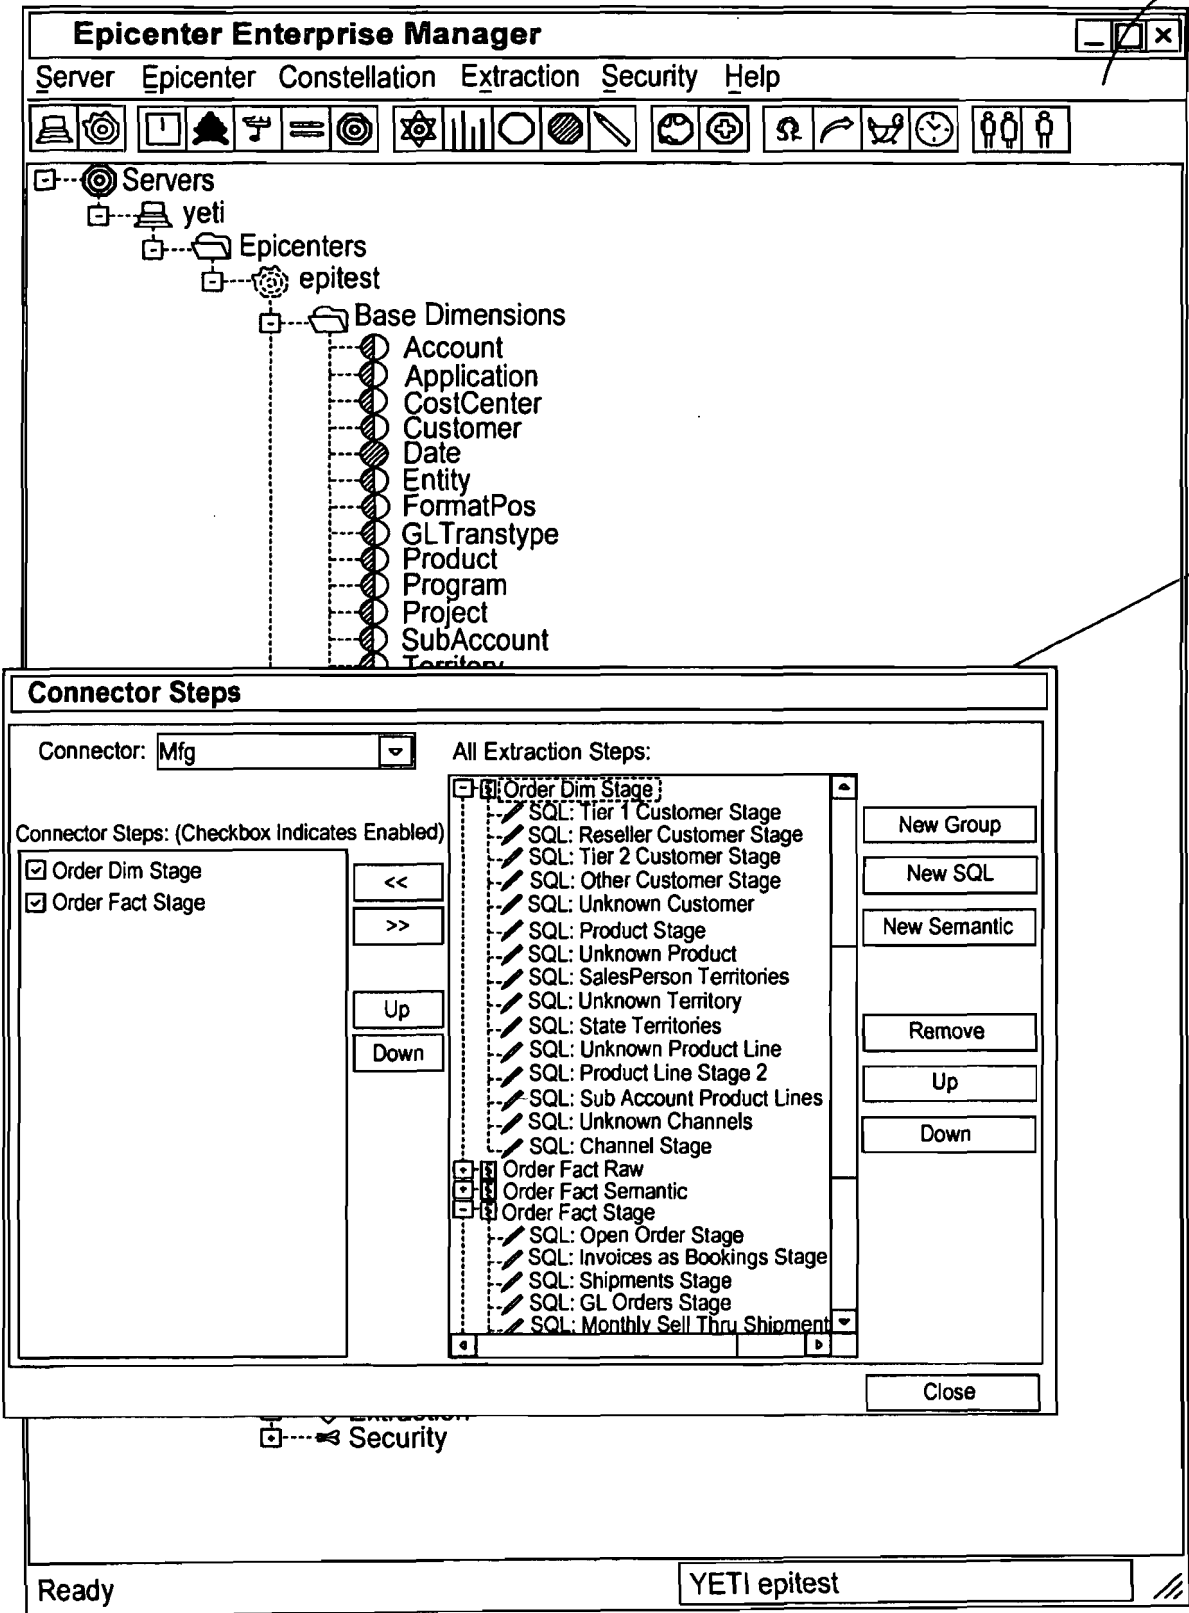 Epicenter Enterprise Manager
Server Epicenter Constellation Extraction Security Help
Servers
yeti
Epicenters
epitest
Base Dimensions
Account
Application
CostCenter
Customer
Date
Entity
FormatPos
GLTranstype
Product
Program
Project
SubAccount
Territory
Connector Steps
Connector: Mfg
All Extraction Steps:
Connector Steps: (Checkbox Indicates Enabled)
Order Dim Stage
Order Fact Stage
<<
>>
Up
Down
Order Dim Stage
SQL: Tier 1 Customer Stage
SQL: Reseller Customer Stage
SQL: Tier 2 Customer Stage
SQL: Other Customer Stage
SQL: Unknown Customer
SQL: Product Stage
SQL: Unknown Product
SQL: SalesPerson Territories
SQL: Unknown Territory
SQL: State Territories
SQL: Unknown Product Line
SQL: Product Line Stage 2
SQL: Sub Account Product Lines
SQL: Unknown Channels
SQL: Channel Stage
Order Fact Raw
Order Fact Semantic
Order Fact Stage
SQL: Open Order Stage
SQL: Invoices as Bookings Stage
SQL: Shipments Stage
SQL: GL Orders Stage
SQL: Monthly Sell Thru Shipment
New Group
New SQL
New Semantic
Remove
Up
Down
Close
Extraction
Security
Ready
YETI epitest